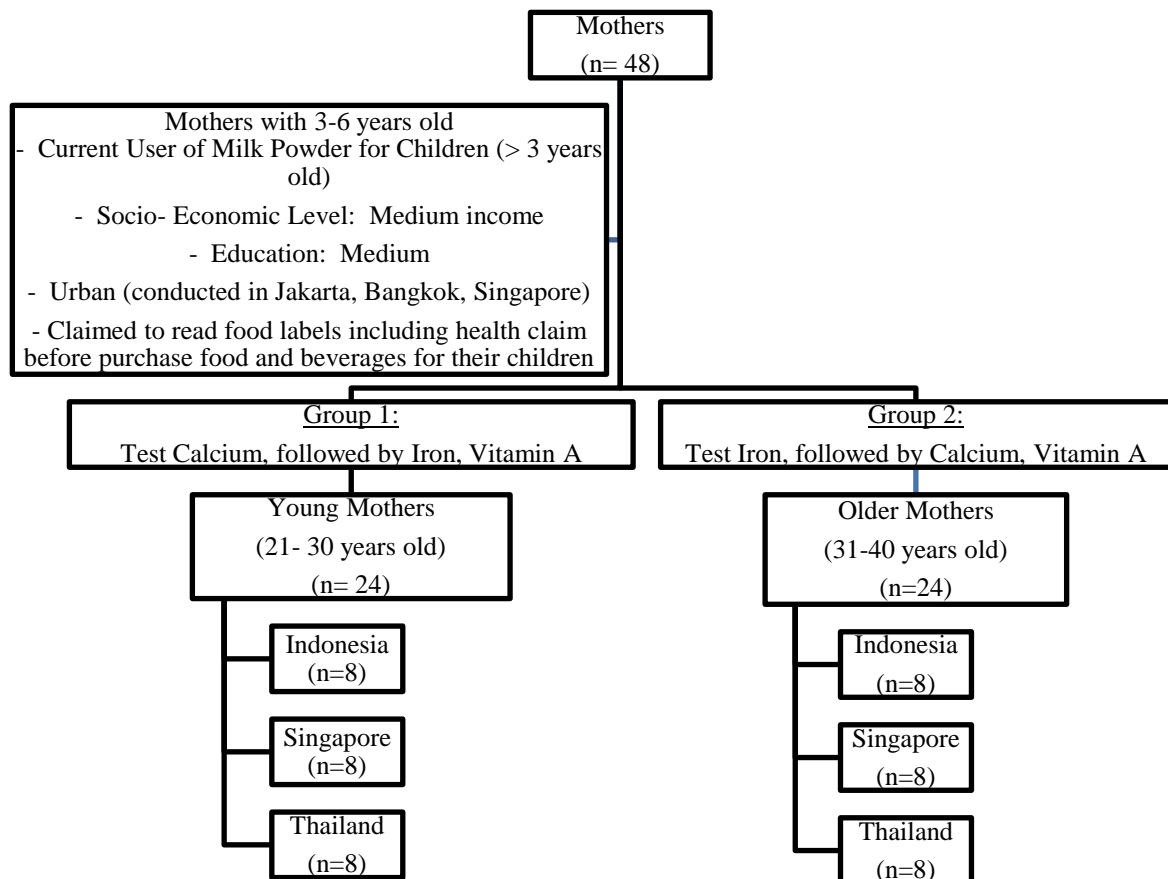 Mothers
(n= 48)
Mothers with 3-6 years old
- Current User of Milk Powder for Children (> 3 years
old)
- Socio- Economic Level: Medium income
- Education: Medium
- Urban (conducted in Jakarta, Bangkok, Singapore)
- Claimed to read food labels including health claim
before purchase food and beverages for their children
Group 1:
Test Calcium, followed by Iron, Vitamin A
Young Mothers
(21- 30 years old)
(n= 24)
Indonesia
(n=8)
Singapore
(n=8)
Thailand
(n=8)
Group 2:
Test Iron, followed by Calcium, Vitamin A
Older Mothers
(31-40 years old)
(n=24)
Indonesia
(n=8)
Singapore
(n=8)
Thailand
(n=8)